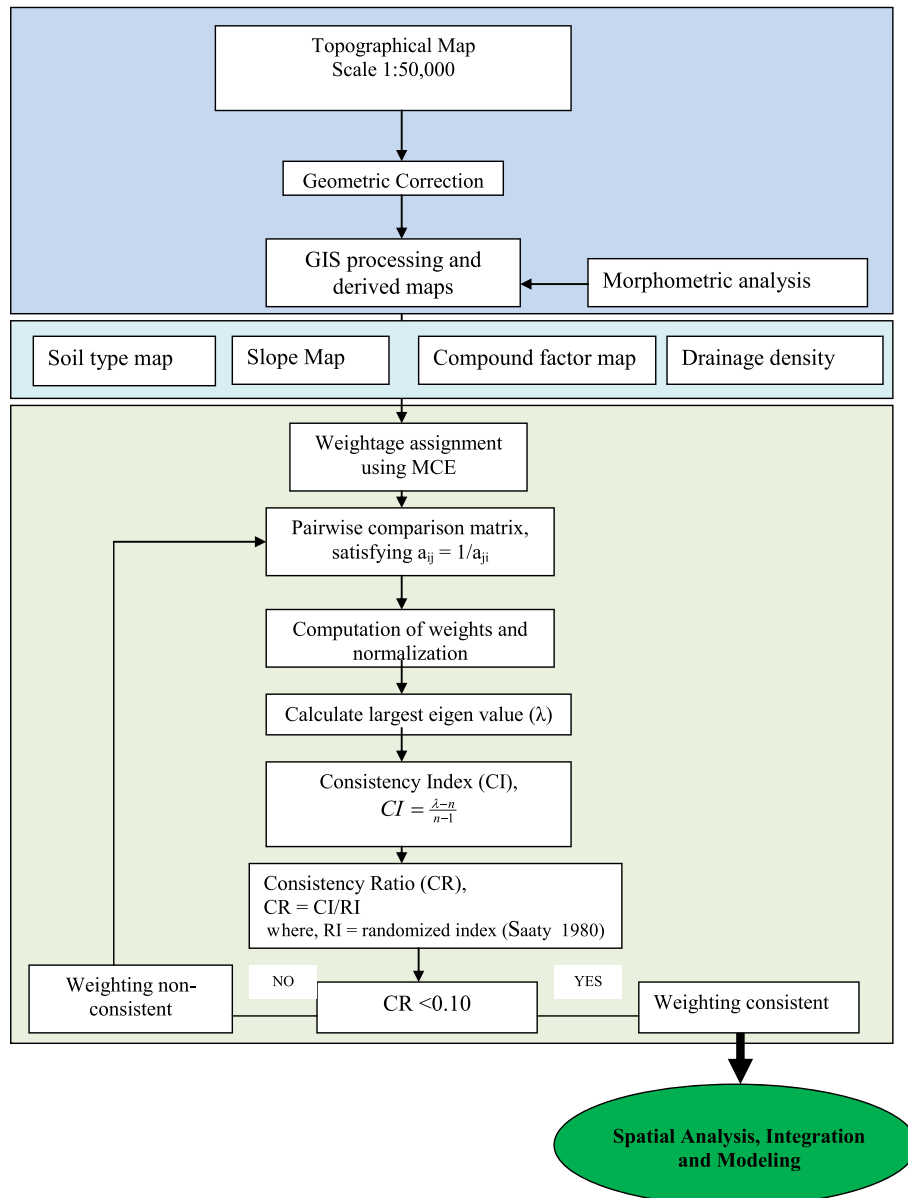 Topographical Map
Scale 1:50,000
Geometric Correction
GIS processing and
derived maps
Morphometric analysis
Soil type map
Slope Map
Compound factor map
Drainage density
Weightage assignment
using MCE
Pairwise comparison matrix,
satisfying aij = 1/aji
Computation of weights and
normalization
Calculate largest eigen value (λ)
Consistency Index (CI),
CI = λ−n / n−1
Consistency Ratio (CR),
CR = CI/RI
where, RI = randomized index (Saaty 1980)
NO
YES
Weighting non-
consistent
CR <0.10
Weighting consistent
Spatial Analysis, Integration
and Modeling